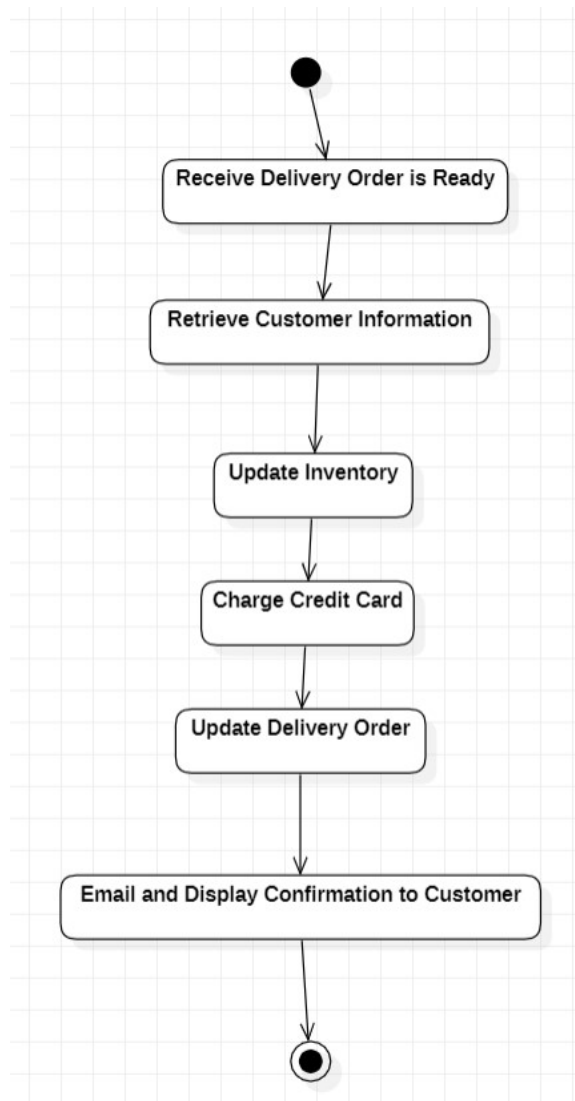 Receive Delivery Order is Ready
Retrieve Customer Information
Update Inventory
Charge Credit Card
Update Delivery Order
Email and Display Confirmation to Customer